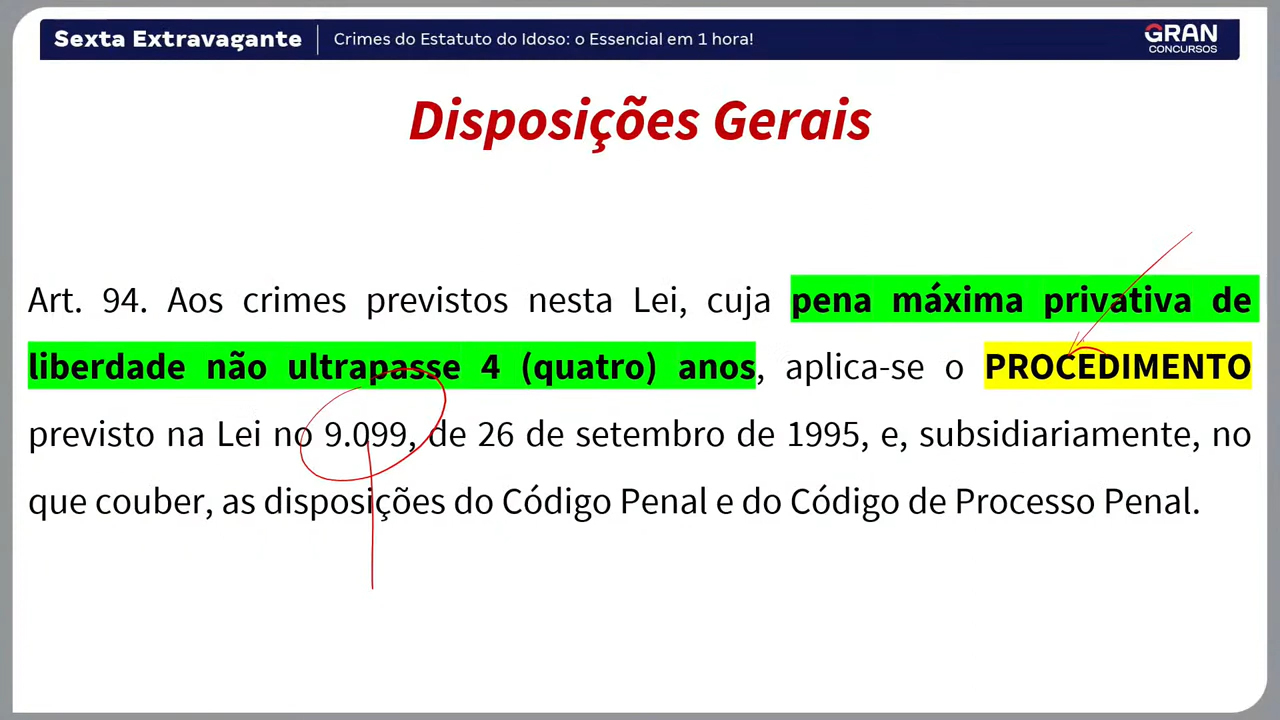 Sexta Extravagante | Crimes do Estatuto do Idoso: o Essencial em 1 hora!
GRAN
CONCURSOS
Disposições Gerais
Art. 94. Aos crimes previstos nesta Lei, cuja pena máxima privativa de
liberdade não ultrapasse 4 (quatro) anos, aplica-se o PROCEDIMENTO
previsto na Lei no 9.099, de 26 de setembro de 1995, e, subsidiariamente, no
que couber, as disposições do Código Penal e do Código de Processo Penal.